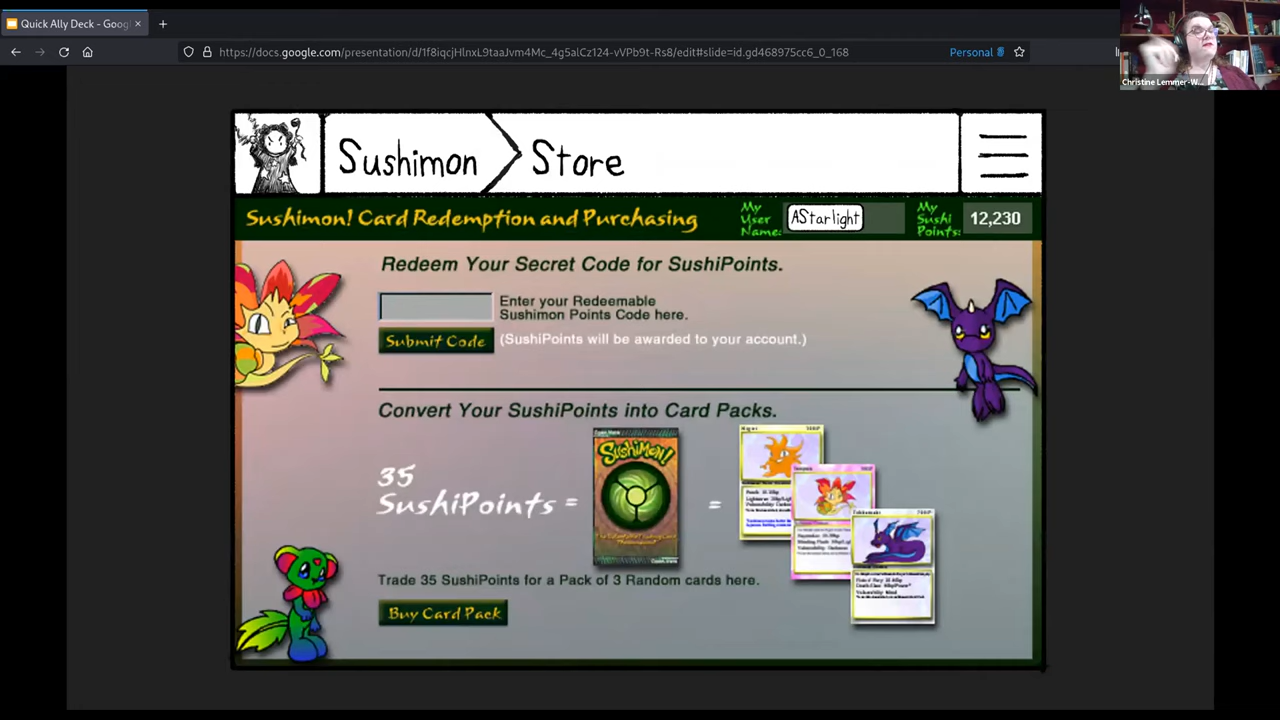 Quick Ally Deck - Goog
https://docs.google.com/presentation/d/1f8iqcjHlnxL9taaAvm4Mc_4g5alCz124-vVPb9t-Rs8/edit#slide=id.gd468975cc6_0_168
Personal
Christine Lemmer-W...
Sushimon
Store
Sushimon! Card Redemption and Purchasing
My
User
Name:
AStarlight
My
Sushi
Points:
12,230
Redeem Your Secret Code for SushiPoints.
Enter your Redeemable
Sushimon Points Code here.
Submit Code
(SushiPoints will be awarded to your account.)
Convert Your SushiPoints into Card Packs.
35
SushiPoints =
Sushimon!
=
Trade 35 SushiPoints for a Pack of 3 Random cards here.
Buy Card Pack